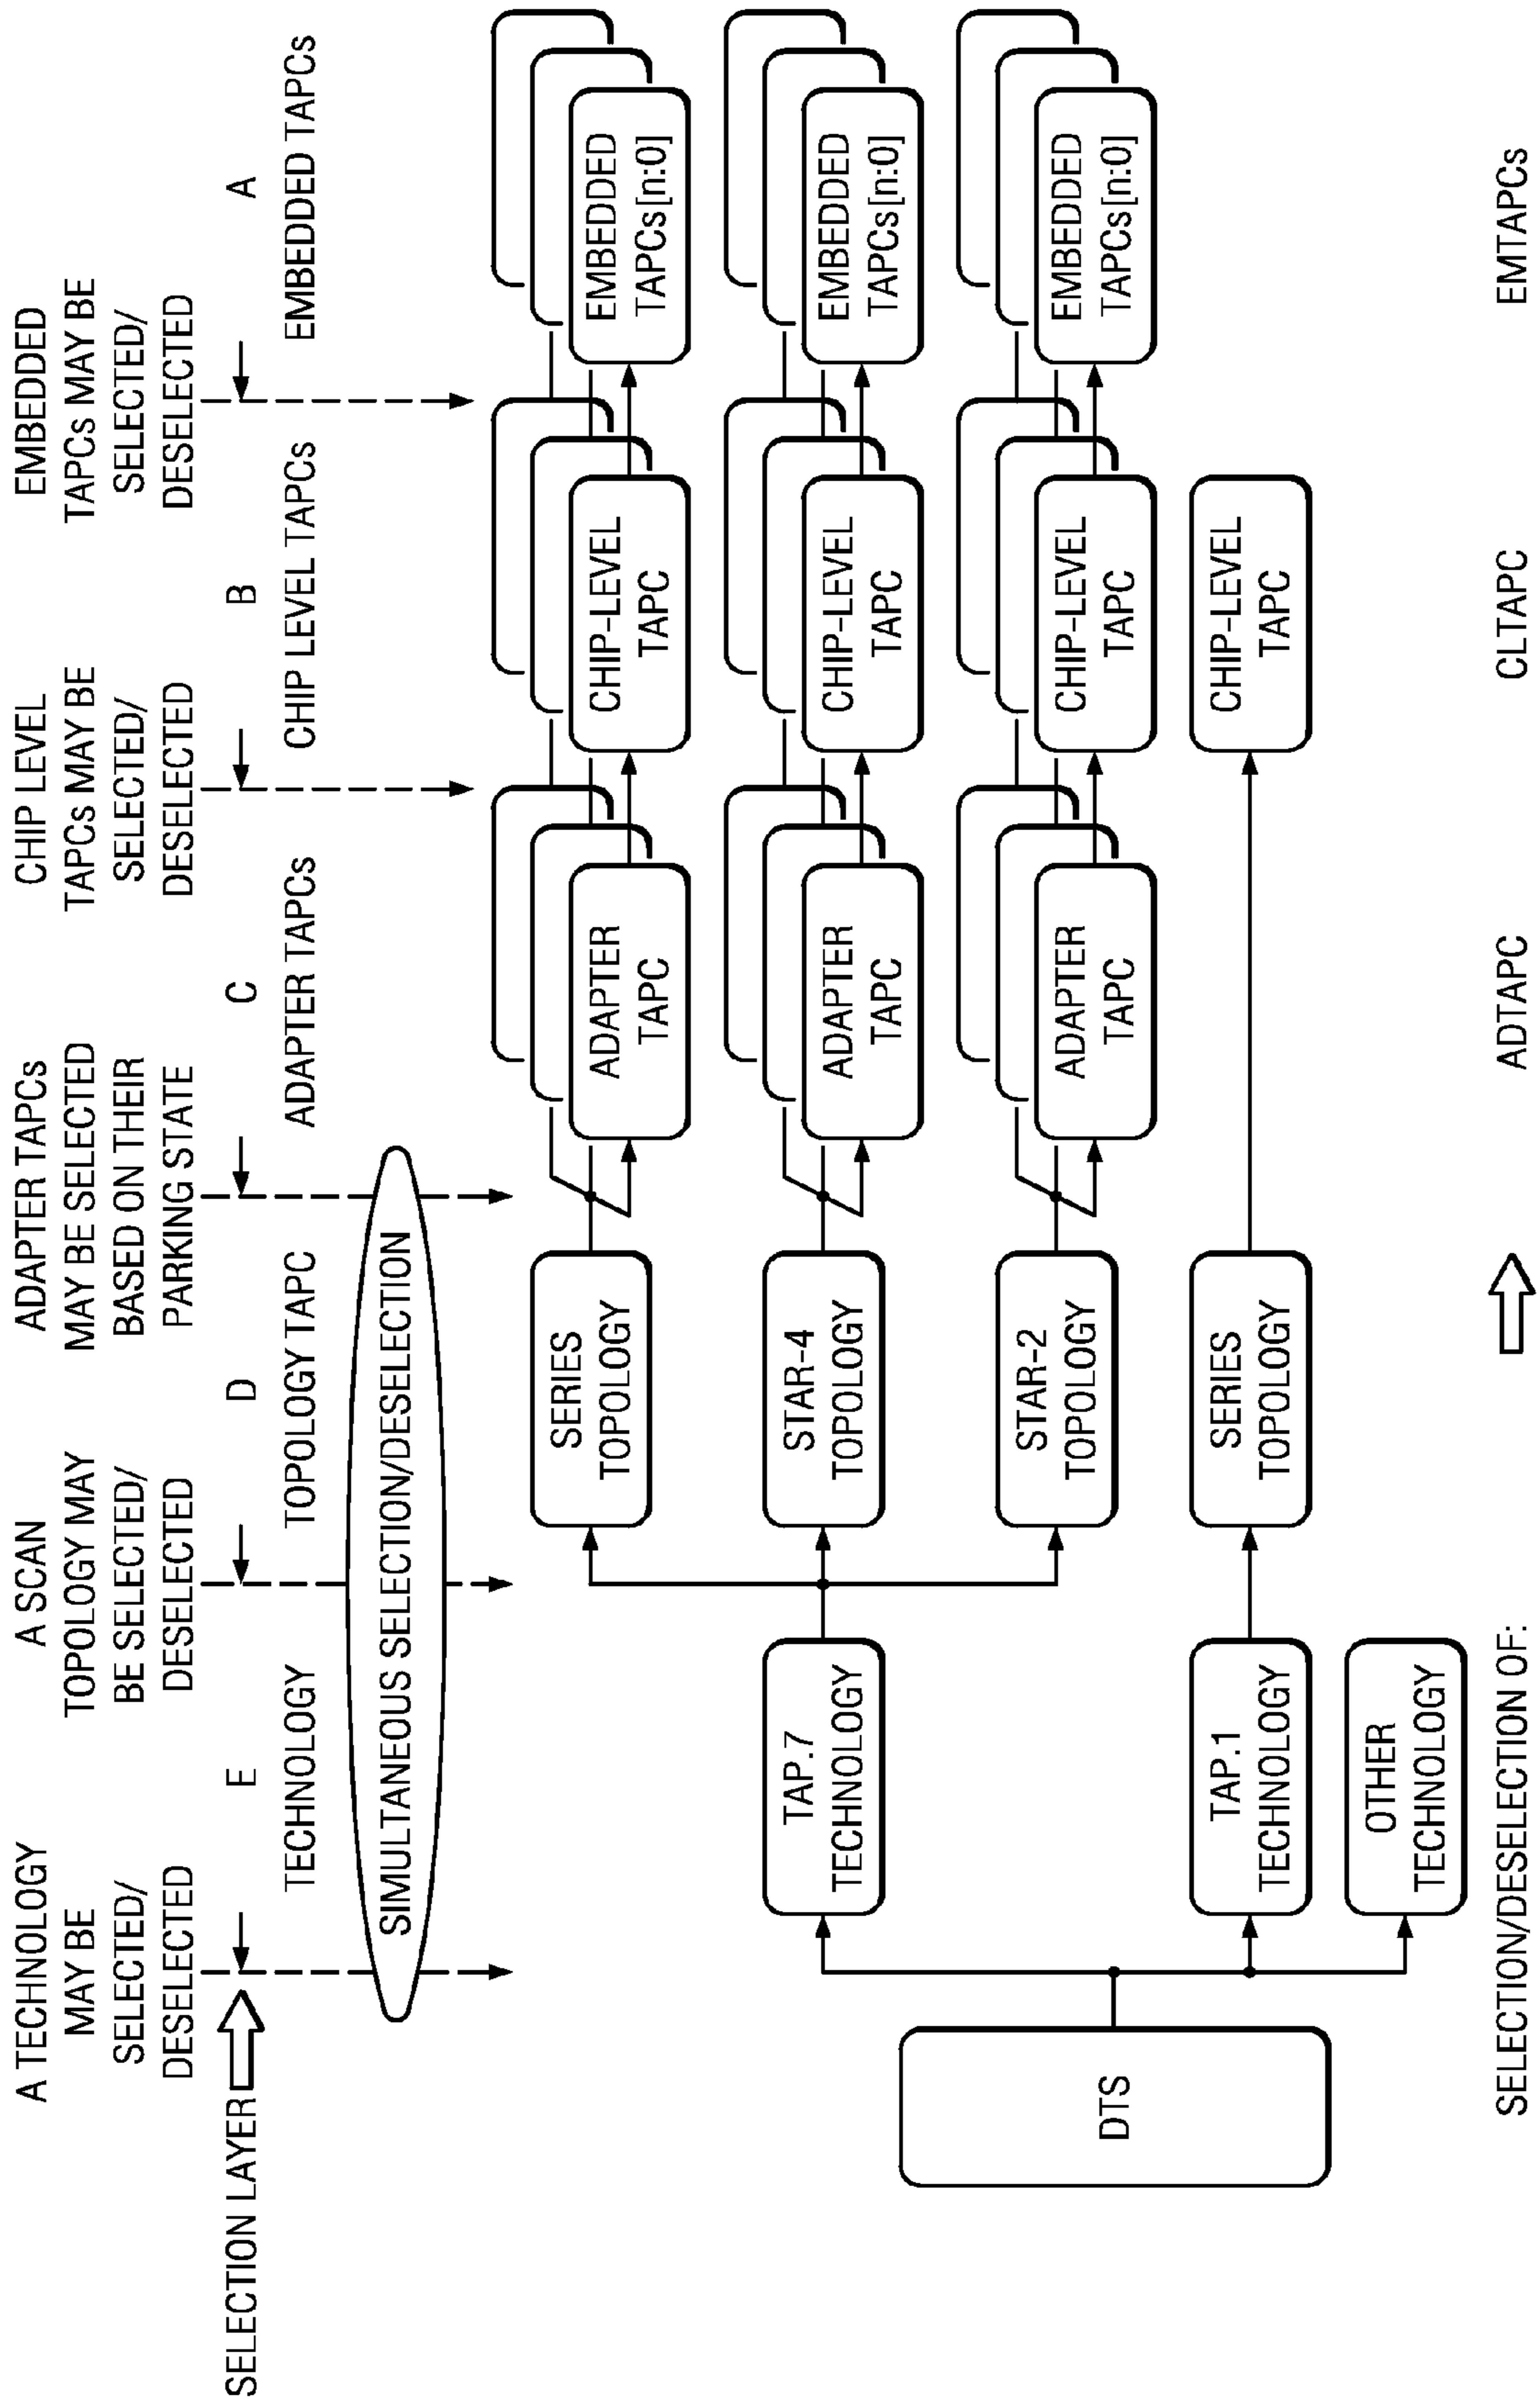 A TECHNOLOGY
MAY BE
SELECTED/
DESELECTED
A SCAN
TOPOLOGY MAY
BE SELECTED/
DESELECTED
ADAPTER TAPCs
MAY BE SELECTED
BASED ON THEIR
PARKING STATE
CHIP LEVEL
TAPCs MAY BE
SELECTED/
DESELECTED
EMBEDDED
TAPCs MAY BE
SELECTED/
DESELECTED
SELECTION LAYER
E
D
C
B
A
TECHNOLOGY
TOPOLOGY TAPC
ADAPTER TAPCs
CHIP LEVEL TAPCs
EMBEDDED TAPCs
SIMULTANEOUS SELECTION/DESELECTION
SERIES
TOPOLOGY
ADAPTER
TAPC
CHIP-LEVEL
TAPC
EMBEDDED
TAPCs[n:0]
TAP.7
TECHNOLOGY
STAR-4
TOPOLOGY
ADAPTER
TAPC
CHIP-LEVEL
TAPC
EMBEDDED
TAPCs[n:0]
STAR-2
TOPOLOGY
ADAPTER
TAPC
CHIP-LEVEL
TAPC
EMBEDDED
TAPCs[n:0]
DTS
TAP.1
TECHNOLOGY
SERIES
TOPOLOGY
CHIP-LEVEL
TAPC
OTHER
TECHNOLOGY
SELECTION/DESELECTION OF:
ADTAPC
CLTAPC
EMTAPCs